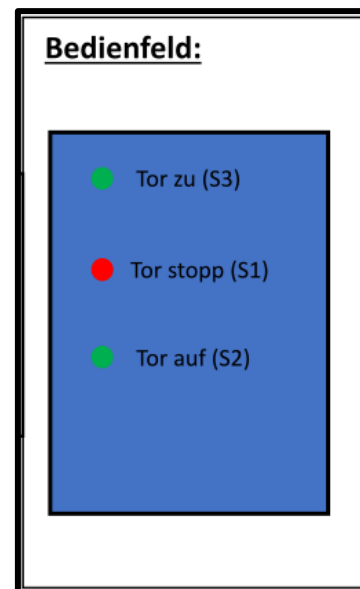 Bedienfeld:
Tor zu (S3)
Tor stopp (S1)
Tor auf (S2)